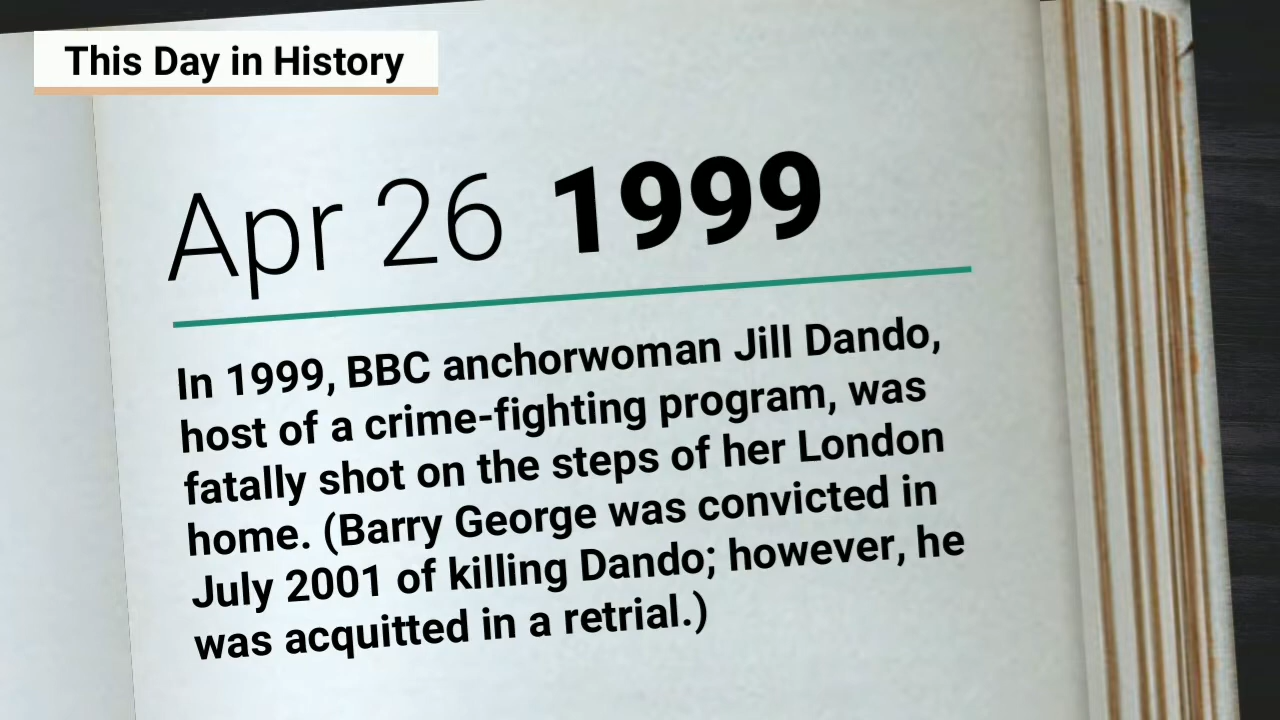 This Day in History
Apr 26 1999
In 1999, BBC anchorwoman Jill Dando,
host of a crime-fighting program, was
fatally shot on the steps of her London
home. (Barry George was convicted in
July 2001 of killing Dando; however, he
was acquitted in a retrial.)